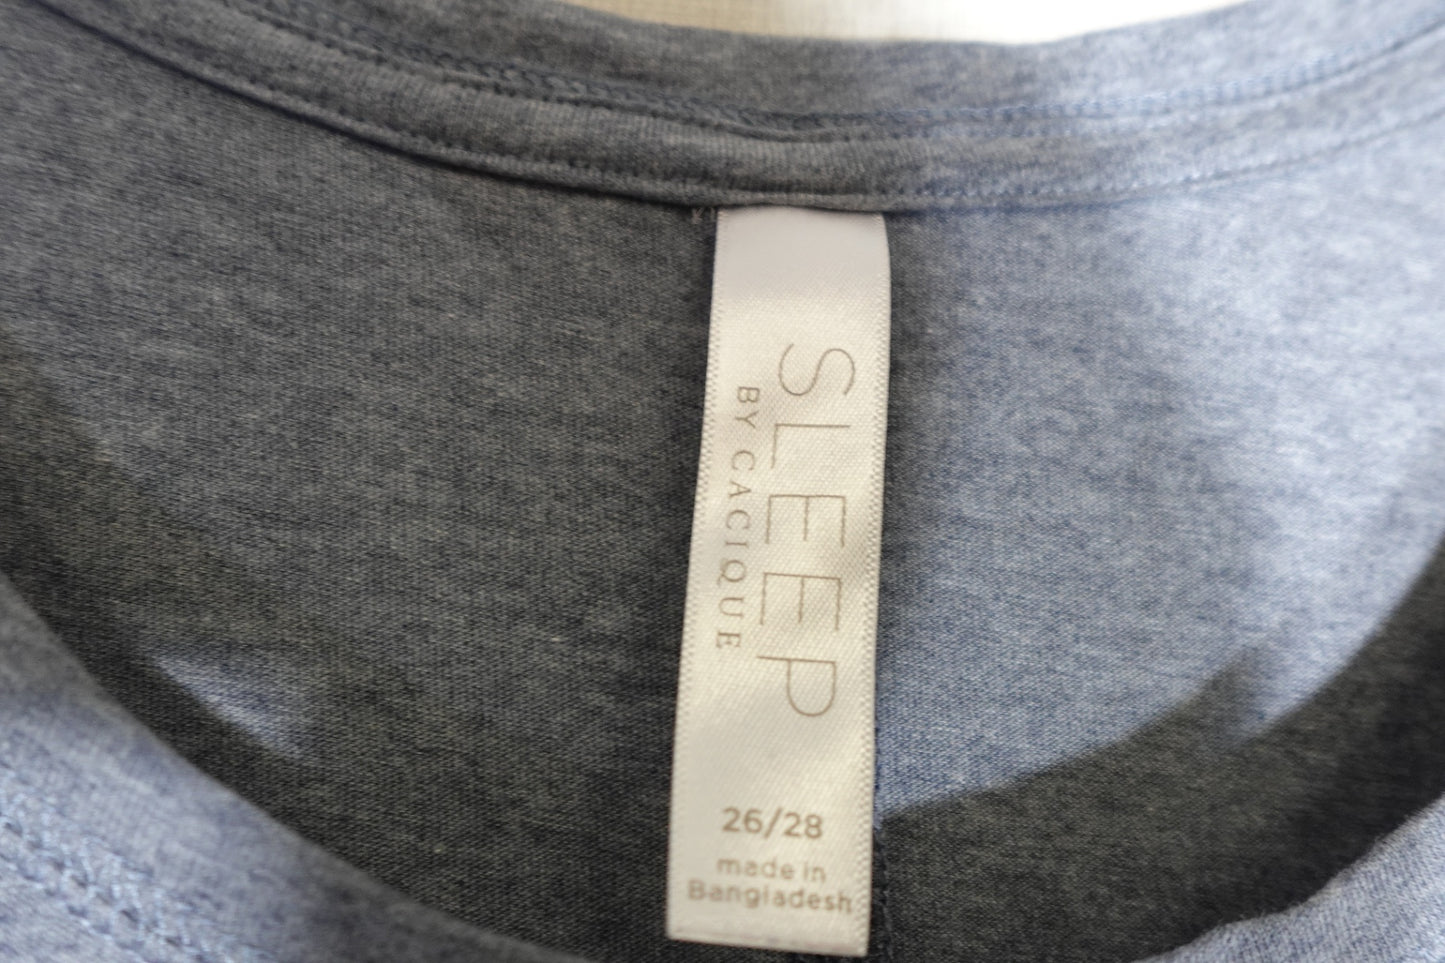 SLEEP
BY CACIQUE
26/28
made in
Bangladesh